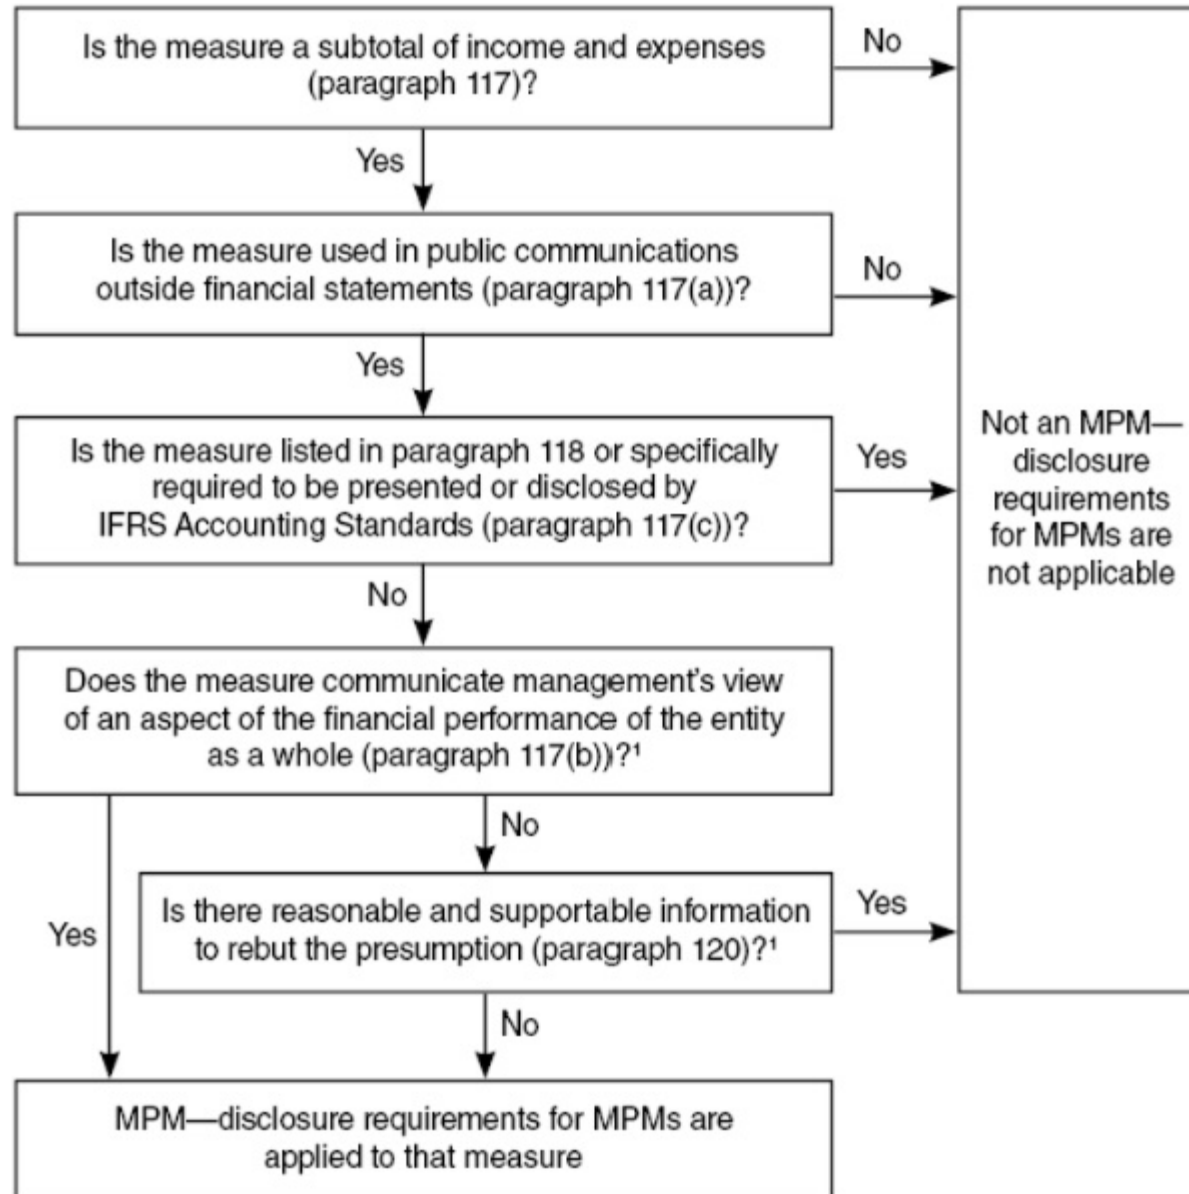 Is the measure a subtotal of income and expenses
(paragraph 117)?
No
Yes
Is the measure used in public communications
outside financial statements (paragraph 117(a))?
No
Yes
Is the measure listed in paragraph 118 or specifically
required to be presented or disclosed by
IFRS Accounting Standards (paragraph 117(c))?
Yes
No
Not an MPM—
disclosure
requirements
for MPMs are
not applicable
Does the measure communicate management's view
of an aspect of the financial performance of the entity
as a whole (paragraph 117(b))?¹
No
Yes
Is there reasonable and supportable information
to rebut the presumption (paragraph 120)?¹
Yes
No
MPM—disclosure requirements for MPMs are
applied to that measure